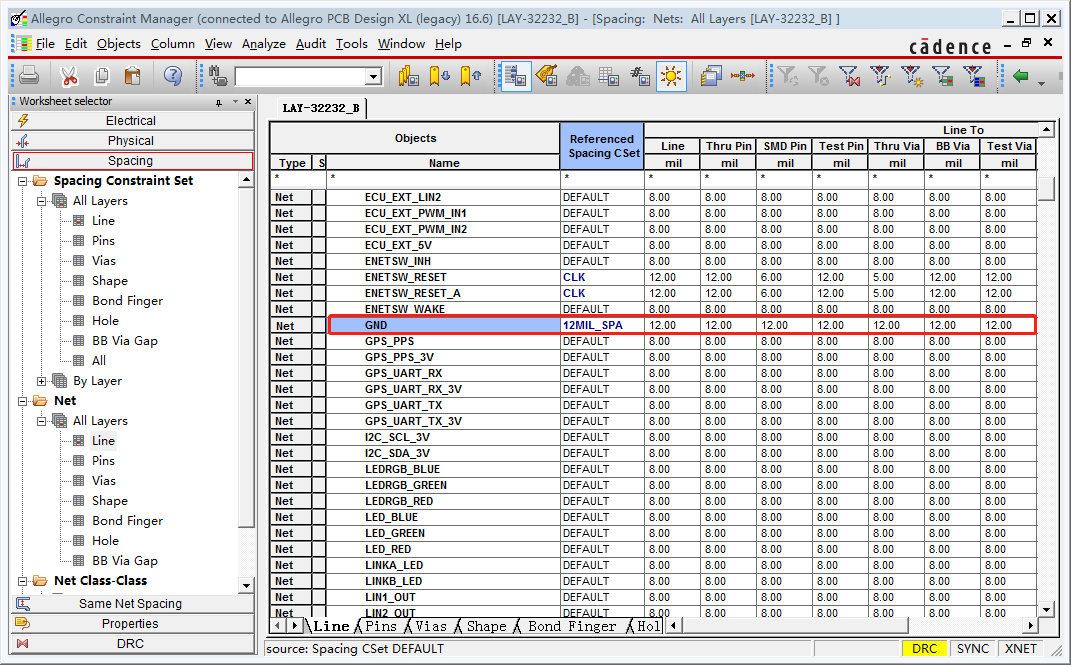 Allegro Constraint Manager (connected to Allegro PCB Design XL (legacy) 16.6) [LAY-32232_B] - [Spacing: Nets: All Layers [LAY-32232_B] ]
File Edit Objects Column View Analyze Audit Tools Window Help
cādence
Worksheet selector
Electrical
Physical
Spacing
Spacing Constraint Set
All Layers
Line
Pins
Vias
Shape
Bond Finger
Hole
BB Via Gap
All
By Layer
Net
All Layers
Line
Pins
Vias
Shape
Bond Finger
Hole
BB Via Gap
Net Class-Class
Same Net Spacing
Properties
DRC
LAY-32232_B
Objects Referenced Spacing CSet Line To
Line Thru Pin SMD Pin Test Pin Thru Via BB Via Test Via
Type S Name mil mil mil mil mil mil mil
* * * * * * * * * *
Net ECU_EXT_LIN2 DEFAULT 8.00 8.00 8.00 8.00 8.00 8.00 8.00
Net ECU_EXT_PWM_IN1 DEFAULT 8.00 8.00 8.00 8.00 8.00 8.00 8.00
Net ECU_EXT_PWM_IN2 DEFAULT 8.00 8.00 8.00 8.00 8.00 8.00 8.00
Net ECU_EXT_5V DEFAULT 8.00 8.00 8.00 8.00 8.00 8.00 8.00
Net ENETSW_INH DEFAULT 8.00 8.00 8.00 8.00 8.00 8.00 8.00
Net ENETSW_RESET CLK 12.00 12.00 6.00 12.00 5.00 12.00 12.00
Net ENETSW_RESET_A CLK 12.00 12.00 6.00 12.00 5.00 12.00 12.00
Net ENETSW_WAKE DEFAULT 8.00 8.00 8.00 8.00 8.00 8.00 8.00
Net GND 12MIL_SPA 12.00 12.00 12.00 12.00 12.00 12.00 12.00
Net GPS_PPS DEFAULT 8.00 8.00 8.00 8.00 8.00 8.00 8.00
Net GPS_PPS_3V DEFAULT 8.00 8.00 8.00 8.00 8.00 8.00 8.00
Net GPS_UART_RX DEFAULT 8.00 8.00 8.00 8.00 8.00 8.00 8.00
Net GPS_UART_RX_3V DEFAULT 8.00 8.00 8.00 8.00 8.00 8.00 8.00
Net GPS_UART_TX DEFAULT 8.00 8.00 8.00 8.00 8.00 8.00 8.00
Net GPS_UART_TX_3V DEFAULT 8.00 8.00 8.00 8.00 8.00 8.00 8.00
Net I2C_SCL_3V DEFAULT 8.00 8.00 8.00 8.00 8.00 8.00 8.00
Net I2C_SDA_3V DEFAULT 8.00 8.00 8.00 8.00 8.00 8.00 8.00
Net LEDRGB_BLUE DEFAULT 8.00 8.00 8.00 8.00 8.00 8.00 8.00
Net LEDRGB_GREEN DEFAULT 8.00 8.00 8.00 8.00 8.00 8.00 8.00
Net LEDRGB_RED DEFAULT 8.00 8.00 8.00 8.00 8.00 8.00 8.00
Net LED_BLUE DEFAULT 8.00 8.00 8.00 8.00 8.00 8.00 8.00
Net LED_GREEN DEFAULT 8.00 8.00 8.00 8.00 8.00 8.00 8.00
Net LED_RED DEFAULT 8.00 8.00 8.00 8.00 8.00 8.00 8.00
Net LINKA_LED DEFAULT 8.00 8.00 8.00 8.00 8.00 8.00 8.00
Net LINKB_LED DEFAULT 8.00 8.00 8.00 8.00 8.00 8.00 8.00
Net LIN1_OUT DEFAULT 8.00 8.00 8.00 8.00 8.00 8.00 8.00
Net LIN2_OUT DEFAULT 8.00 8.00 8.00 8.00 8.00 8.00 8.00
Line Pins Vias Shape Bond Finger Hol
source: Spacing CSet DEFAULT DRC SYNC XNET